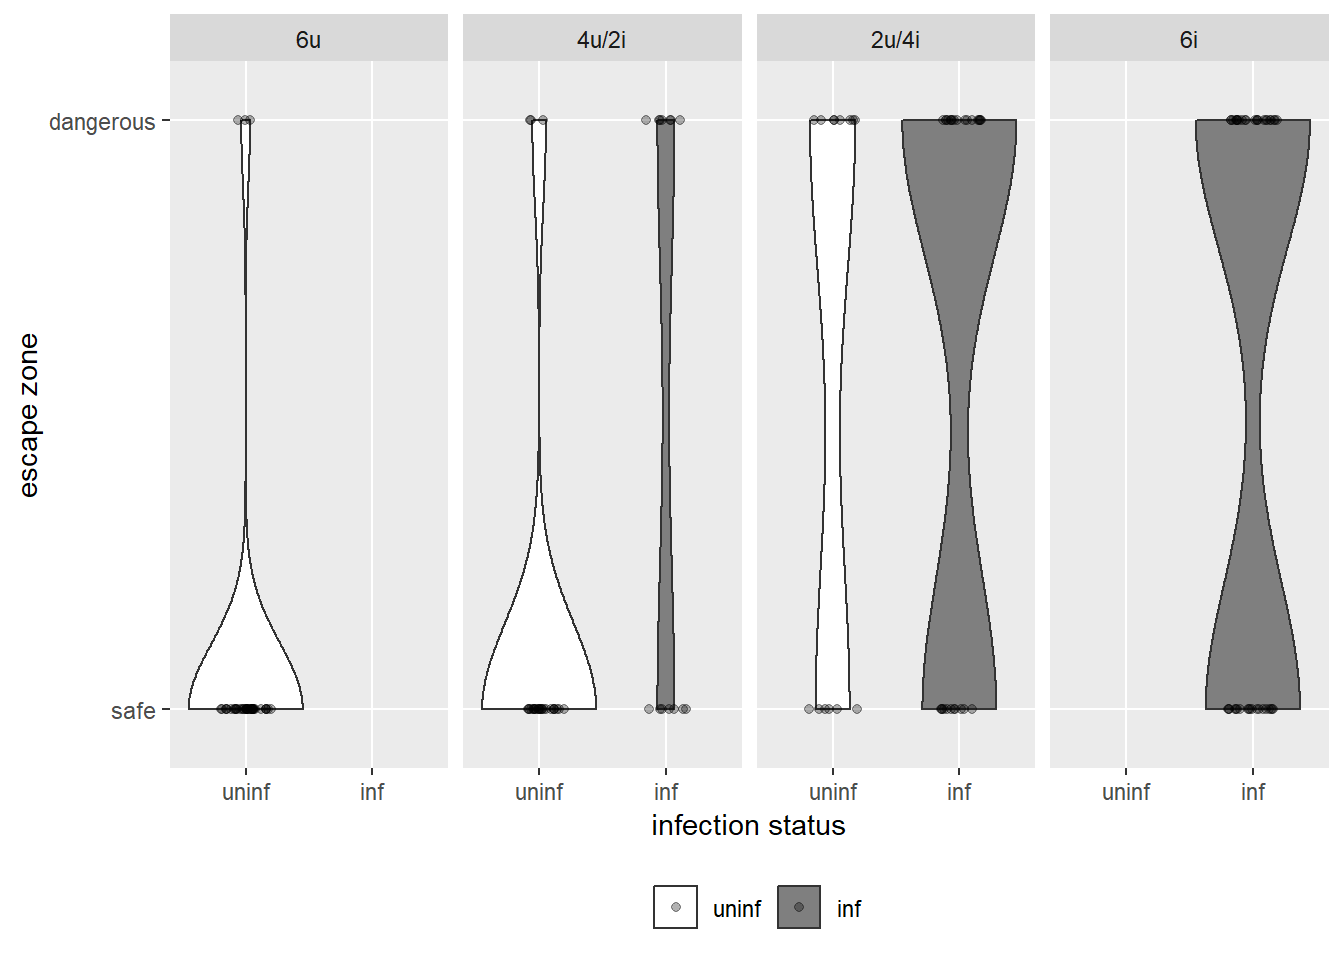 6u 4u/2i 2u/4i 6i
dangerous
escape zone
safe
uninf inf uninf inf uninf inf uninf inf
infection status
uninf inf